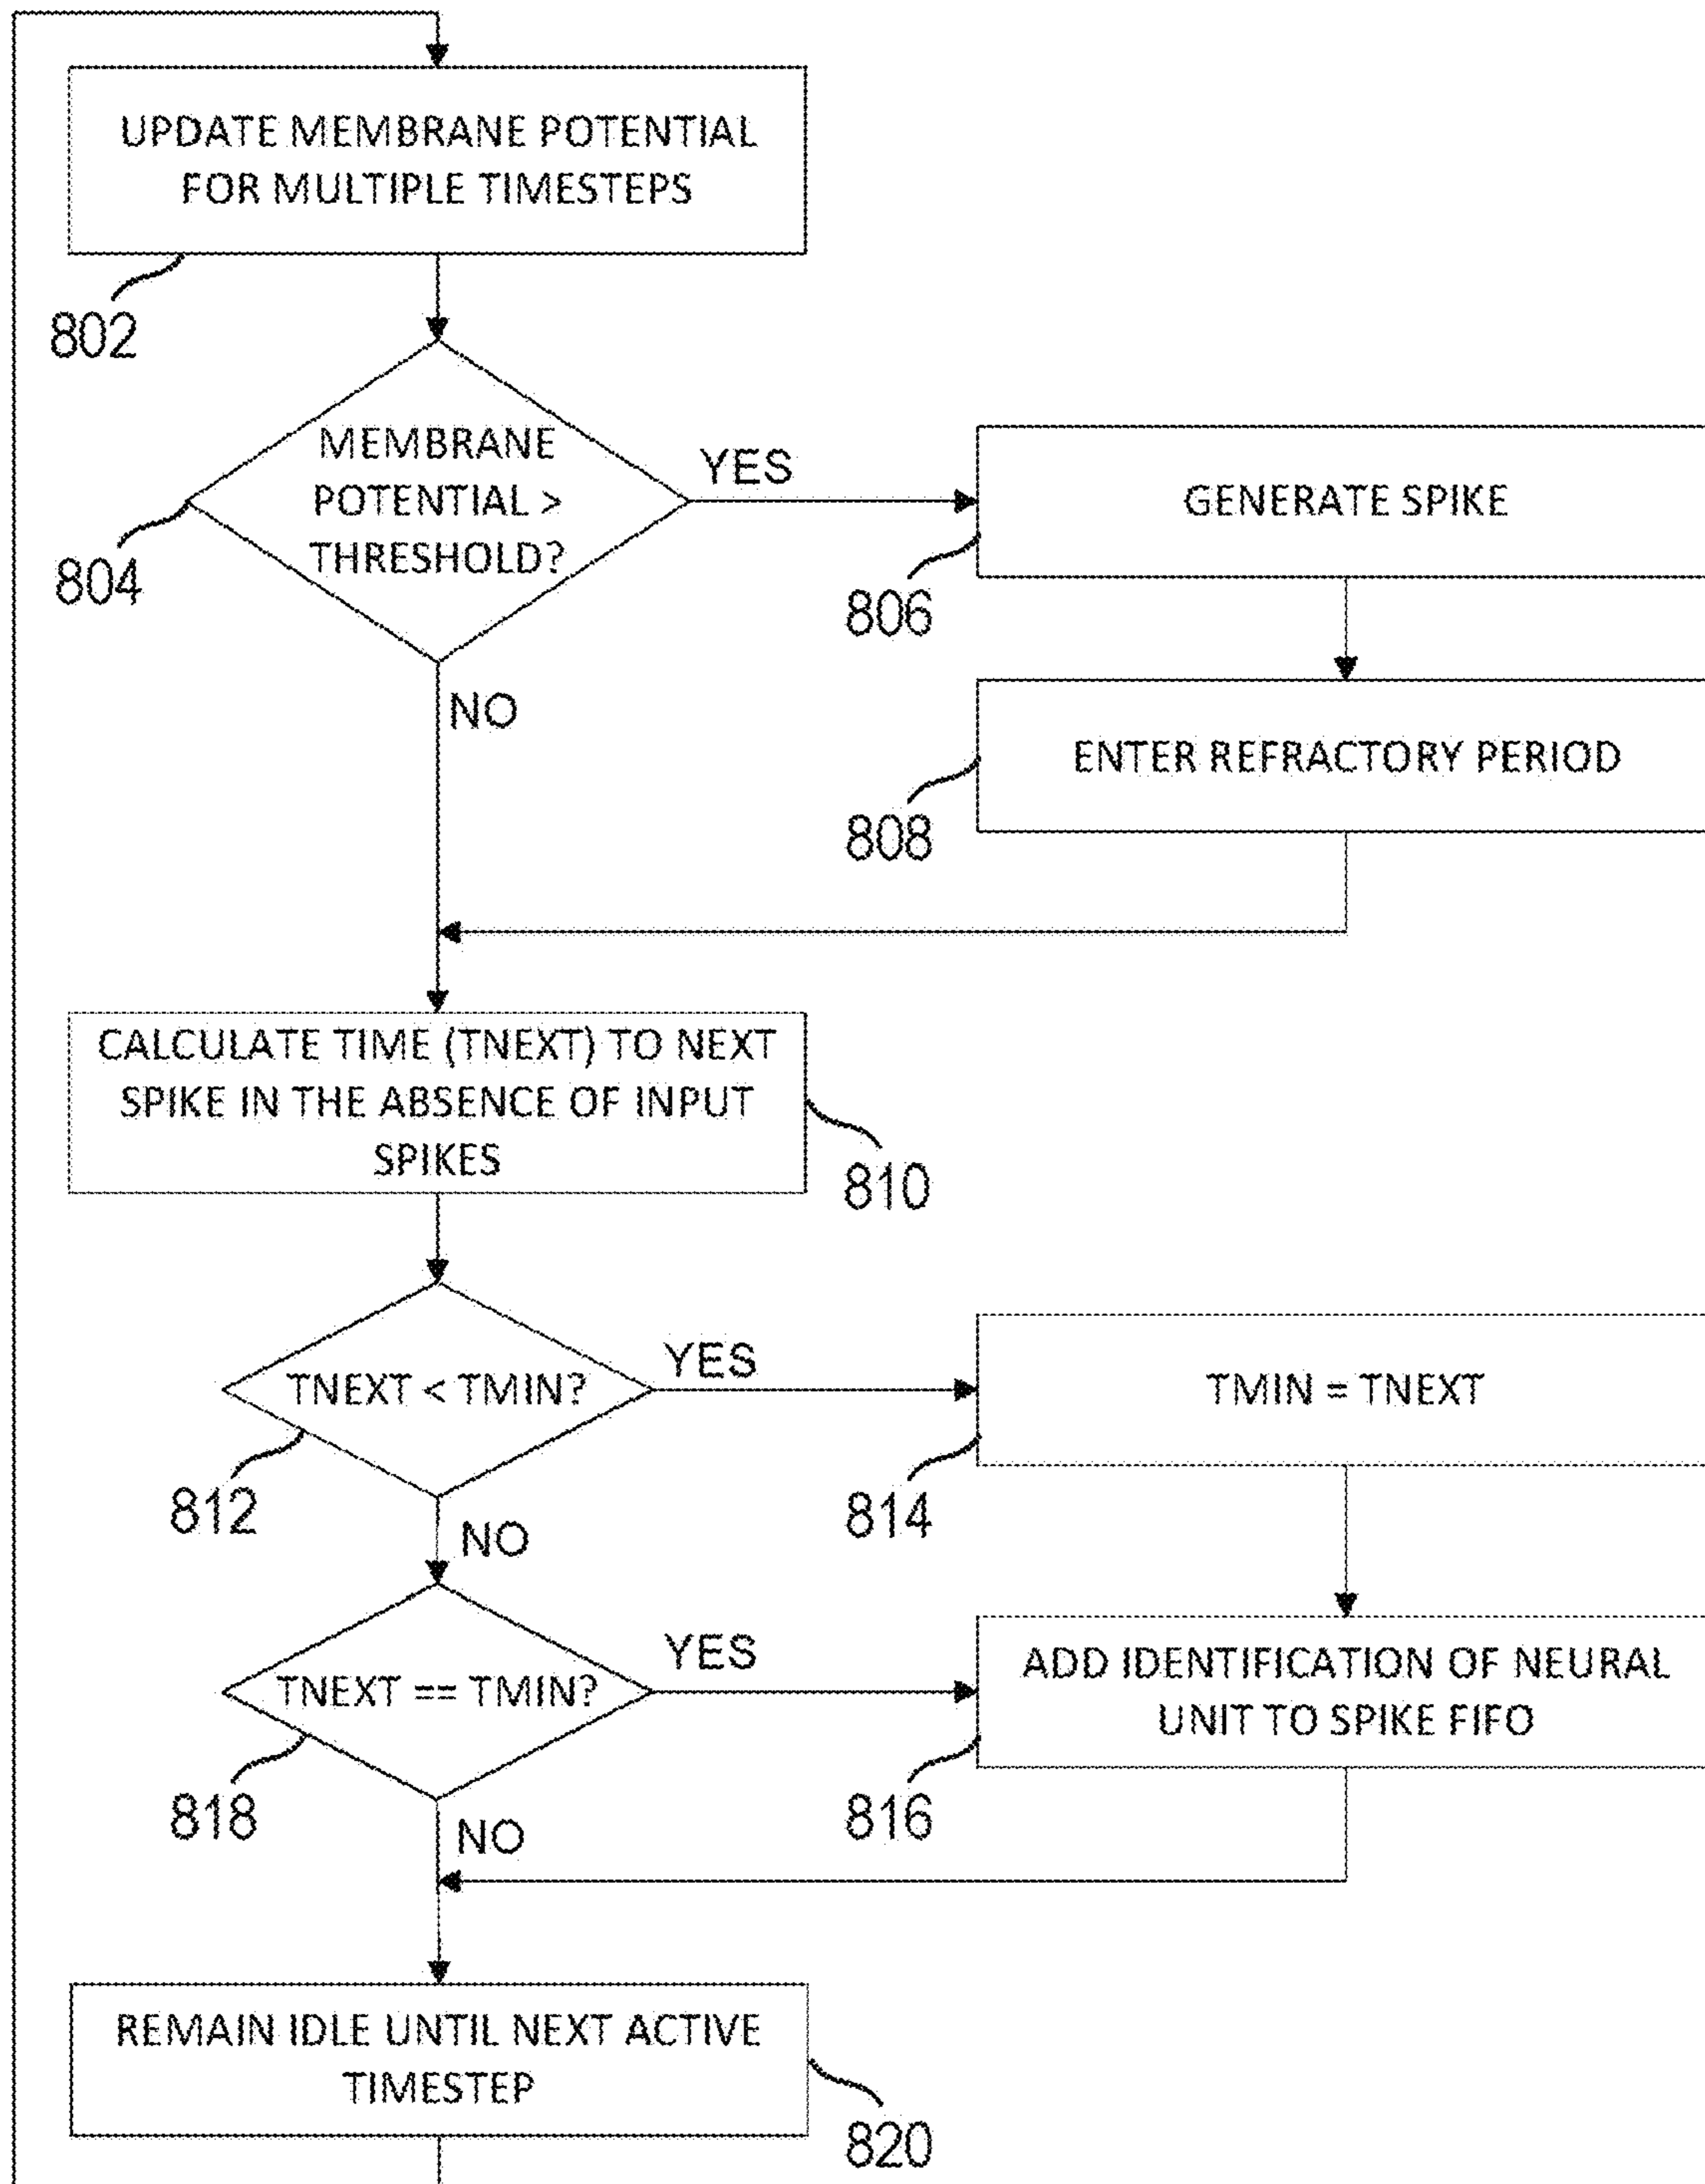 UPDATE MEMBRANE POTENTIAL
FOR MULTIPLE TIMESTEPS
802
MEMBRANE
POTENTIAL >
THRESHOLD?
804
YES
GENERATE SPIKE
806
NO
ENTER REFRACTORY PERIOD
808
CALCULATE TIME (TNEXT) TO NEXT
SPIKE IN THE ABSENCE OF INPUT
SPIKES
810
TNEXT < TMIN?
812
YES
TMIN = TNEXT
814
NO
TNEXT == TMIN?
818
YES
ADD IDENTIFICATION OF NEURAL
UNIT TO SPIKE FIFO
816
NO
REMAIN IDLE UNTIL NEXT ACTIVE
TIMESTEP
820